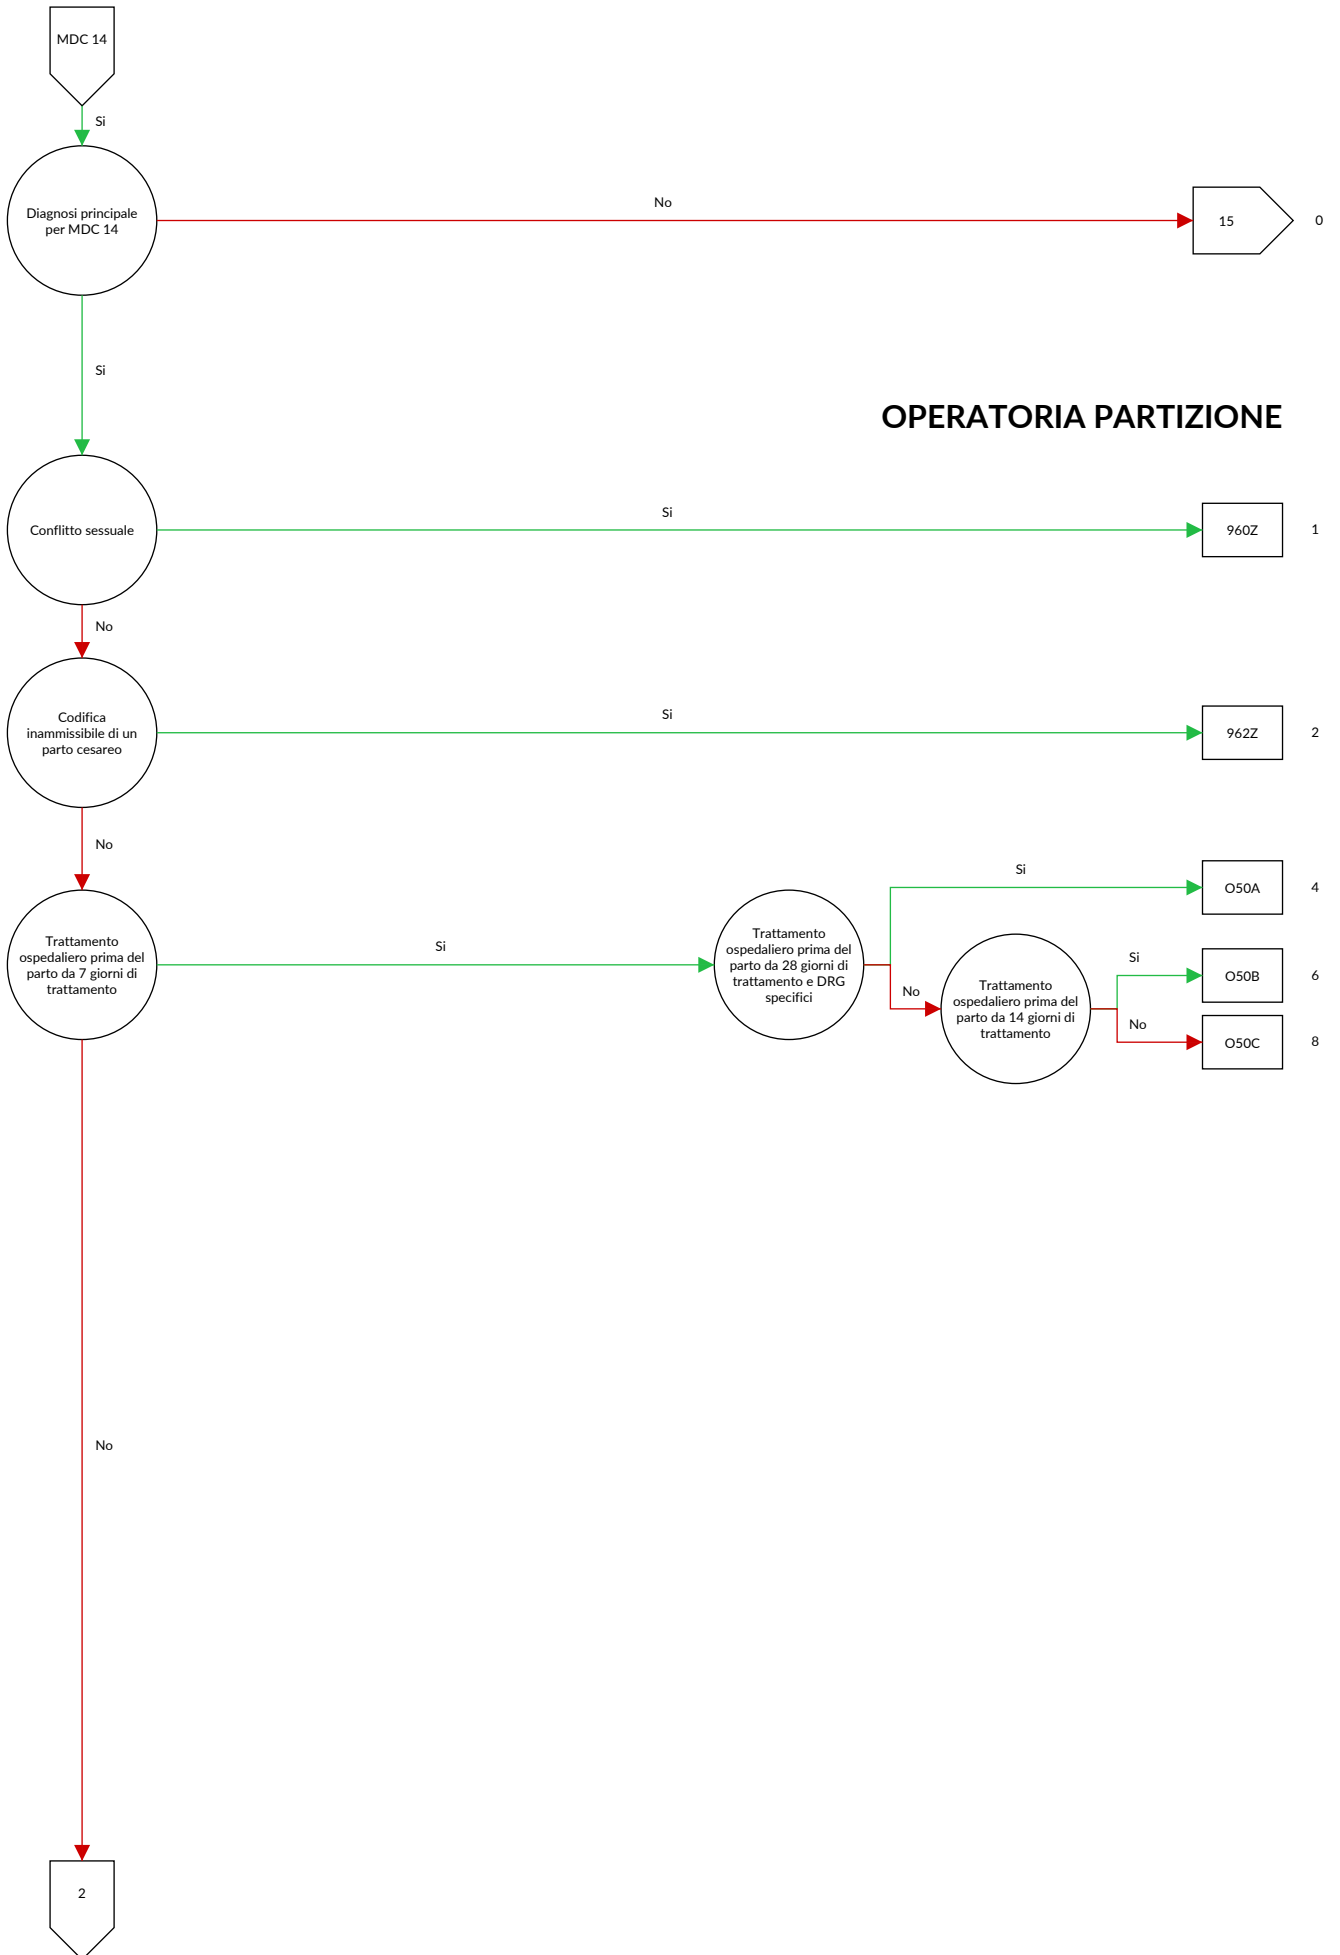 MDC 14
Si
Diagnosi principale
per MDC 14
No
15
0
Si
OPERATORIA PARTIZIONE
Conflitto sessuale
Si
960Z
1
No
Codifica
inammissibile di un
parto cesareo
Si
962Z
2
No
Trattamento
ospedaliero prima del
parto da 7 giorni di
trattamento
Si
Trattamento
ospedaliero prima del
parto da 28 giorni di
trattamento e DRG
specifici
Si
O50A
4
No
Trattamento
ospedaliero prima del
parto da 14 giorni di
trattamento
Si
O50B
6
No
O50C
8
No
2